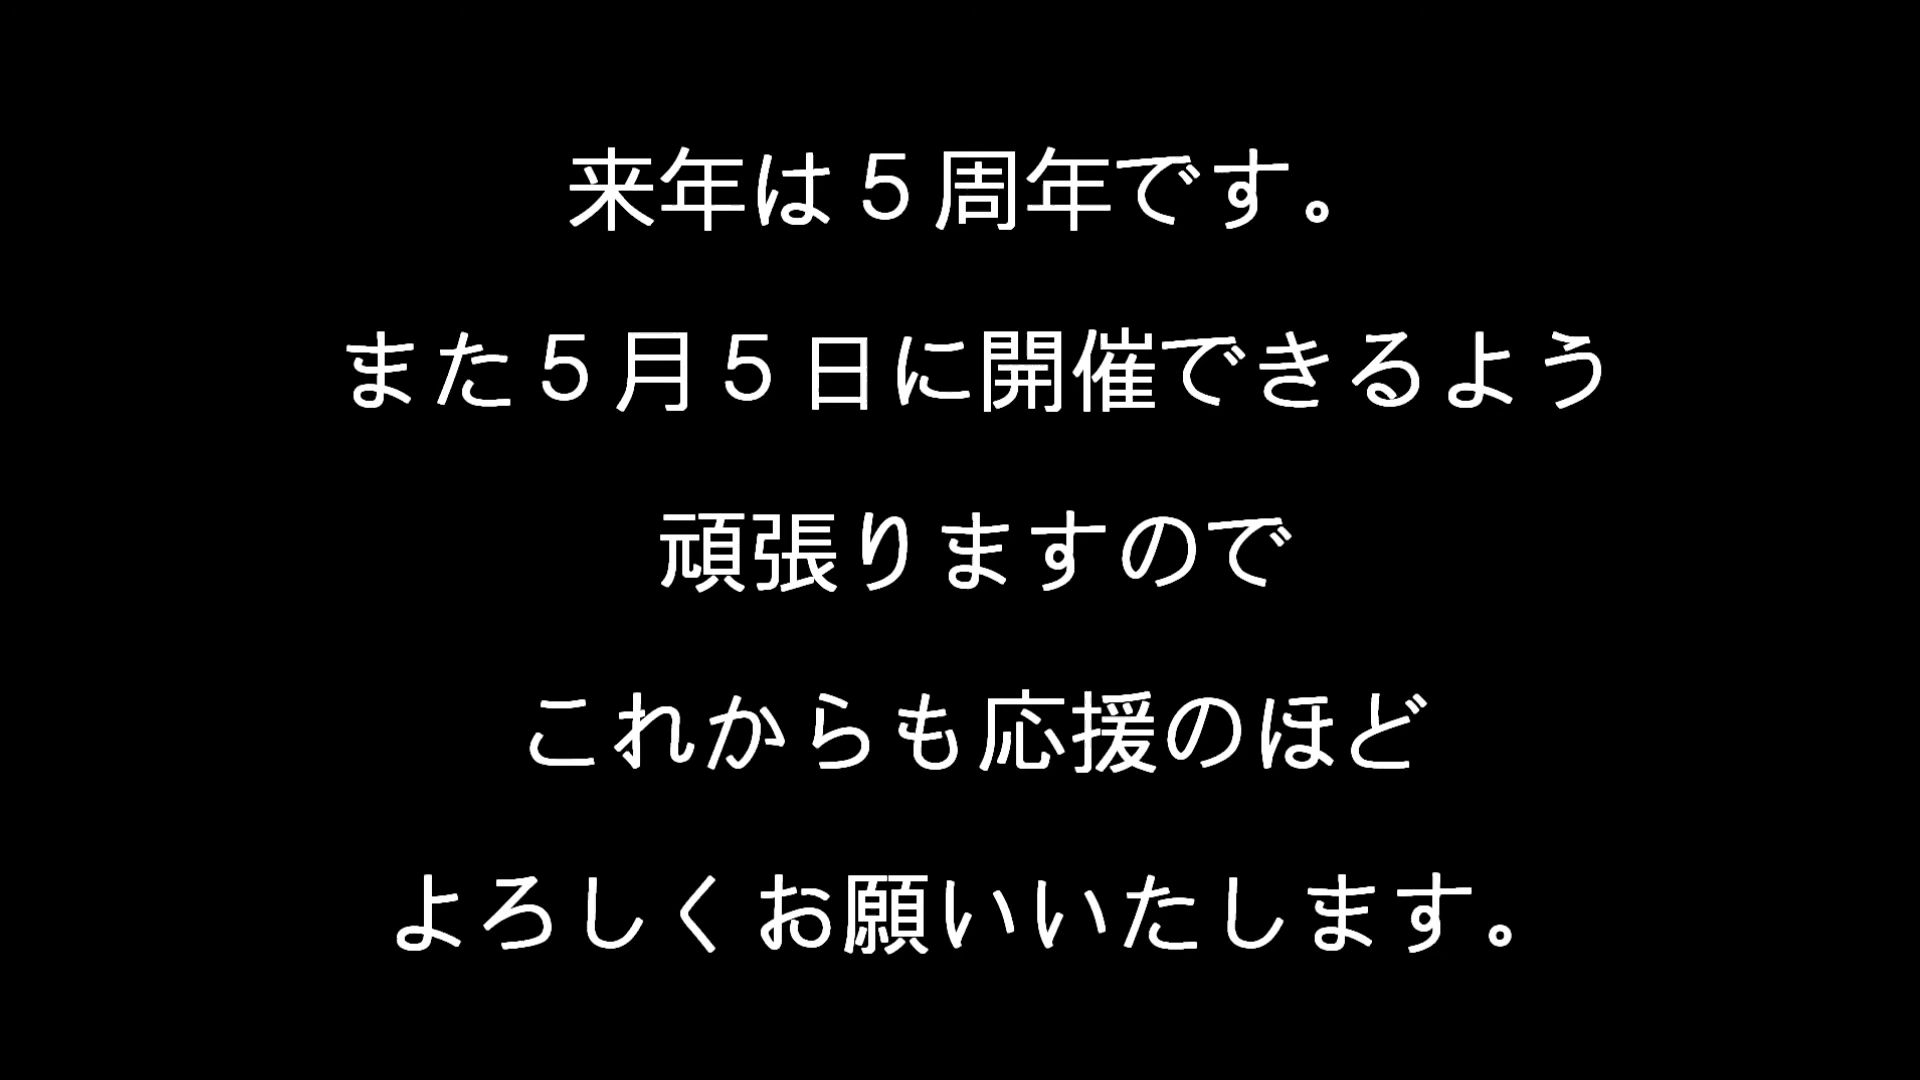 来年は５周年です。
また５月５日に開催できるよう
頑張りますので
これからも応援のほど
よろしくお願いいたします。